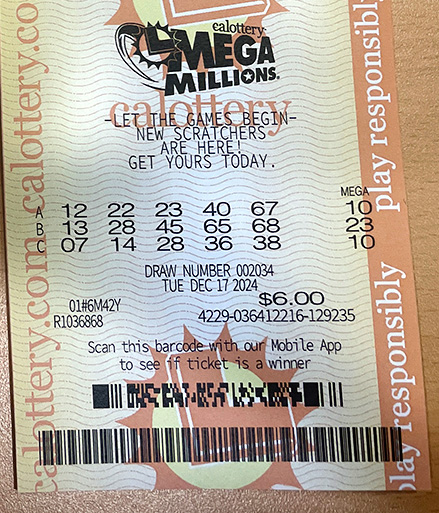 calottery
MEGA
MILLIONS
calottery
-LET THE GAMES BEGIN-
NEW SCRATCHERS
ARE HERE!
GET YOURS TODAY.
MEGA
A 12 22 23 40 67 10
B 13 28 45 65 68 23
C 07 14 28 36 38 10
DRAW NUMBER 002034
TUE DEC 17 2024
$6.00
01#6M42Y
R1036868 4229-036412216-129235
Scan this barcode with our Mobile App
to see if ticket is a winner
calottery.com calottery.co
play responsibly
play responsibly